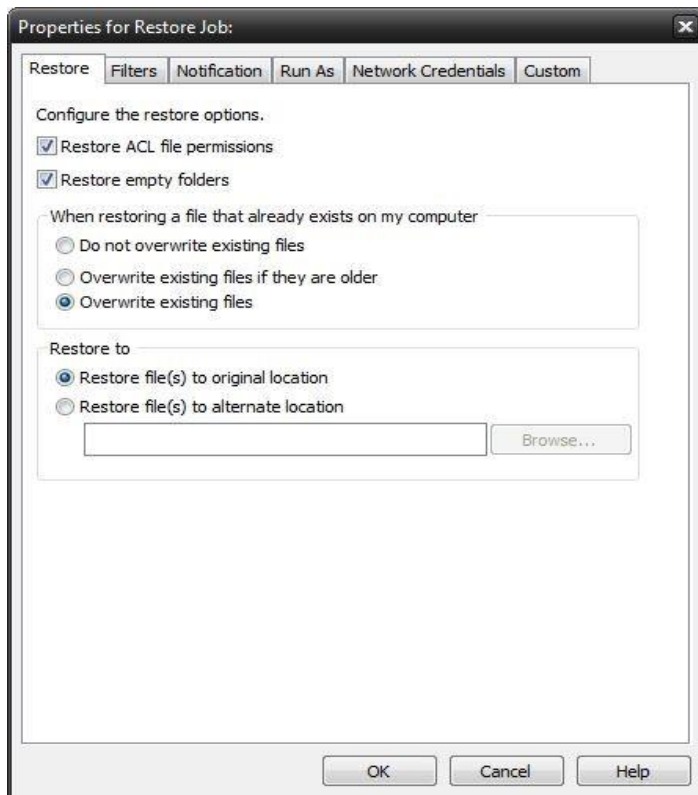 Properties for Restore Job:
Restore Filters Notification Run As Network Credentials Custom
Configure the restore options.
Restore ACL file permissions
Restore empty folders
When restoring a file that already exists on my computer
Do not overwrite existing files
Overwrite existing files if they are older
Overwrite existing files
Restore to
Restore file(s) to original location
Restore file(s) to alternate location
Browse...
OK Cancel Help